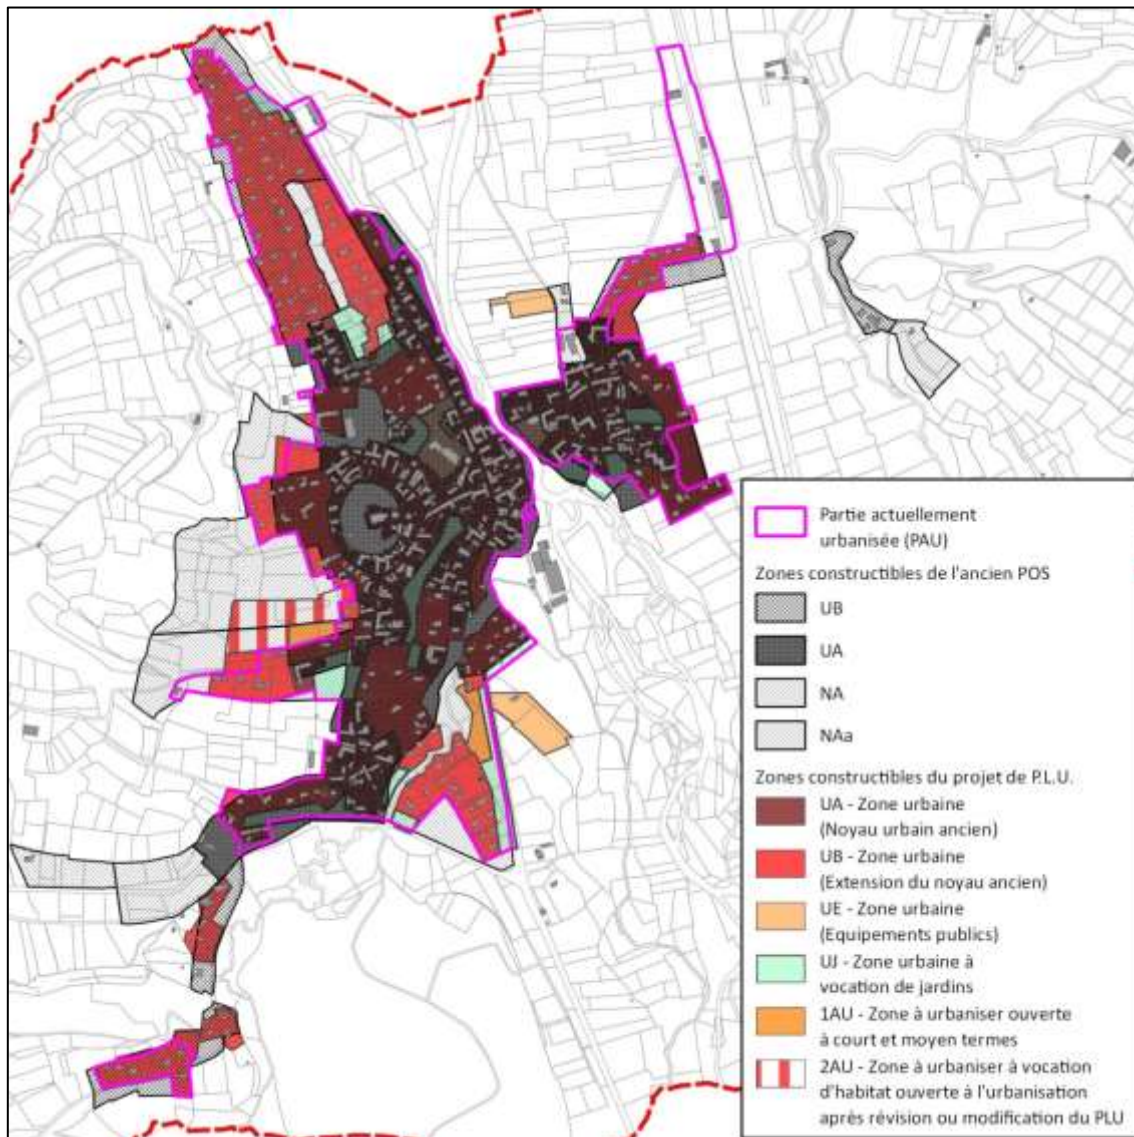 Partie actuellement
urbanisée (PAU)
Zones constructibles de l'ancien POS
UB
UA
NA
NAa
Zones constructibles du projet de P.L.U.
UA - Zone urbaine
(Noyau urbain ancien)
UB - Zone urbaine
(Extension du noyau ancien)
UE - Zone urbaine
(Equipements publics)
UJ - Zone urbaine à
vocation de jardins
1AU - Zone à urbaniser ouverte
à court et moyen termes
2AU - Zone à urbaniser à vocation
d'habitat ouverte à l'urbanisation
après révision ou modification du PLU